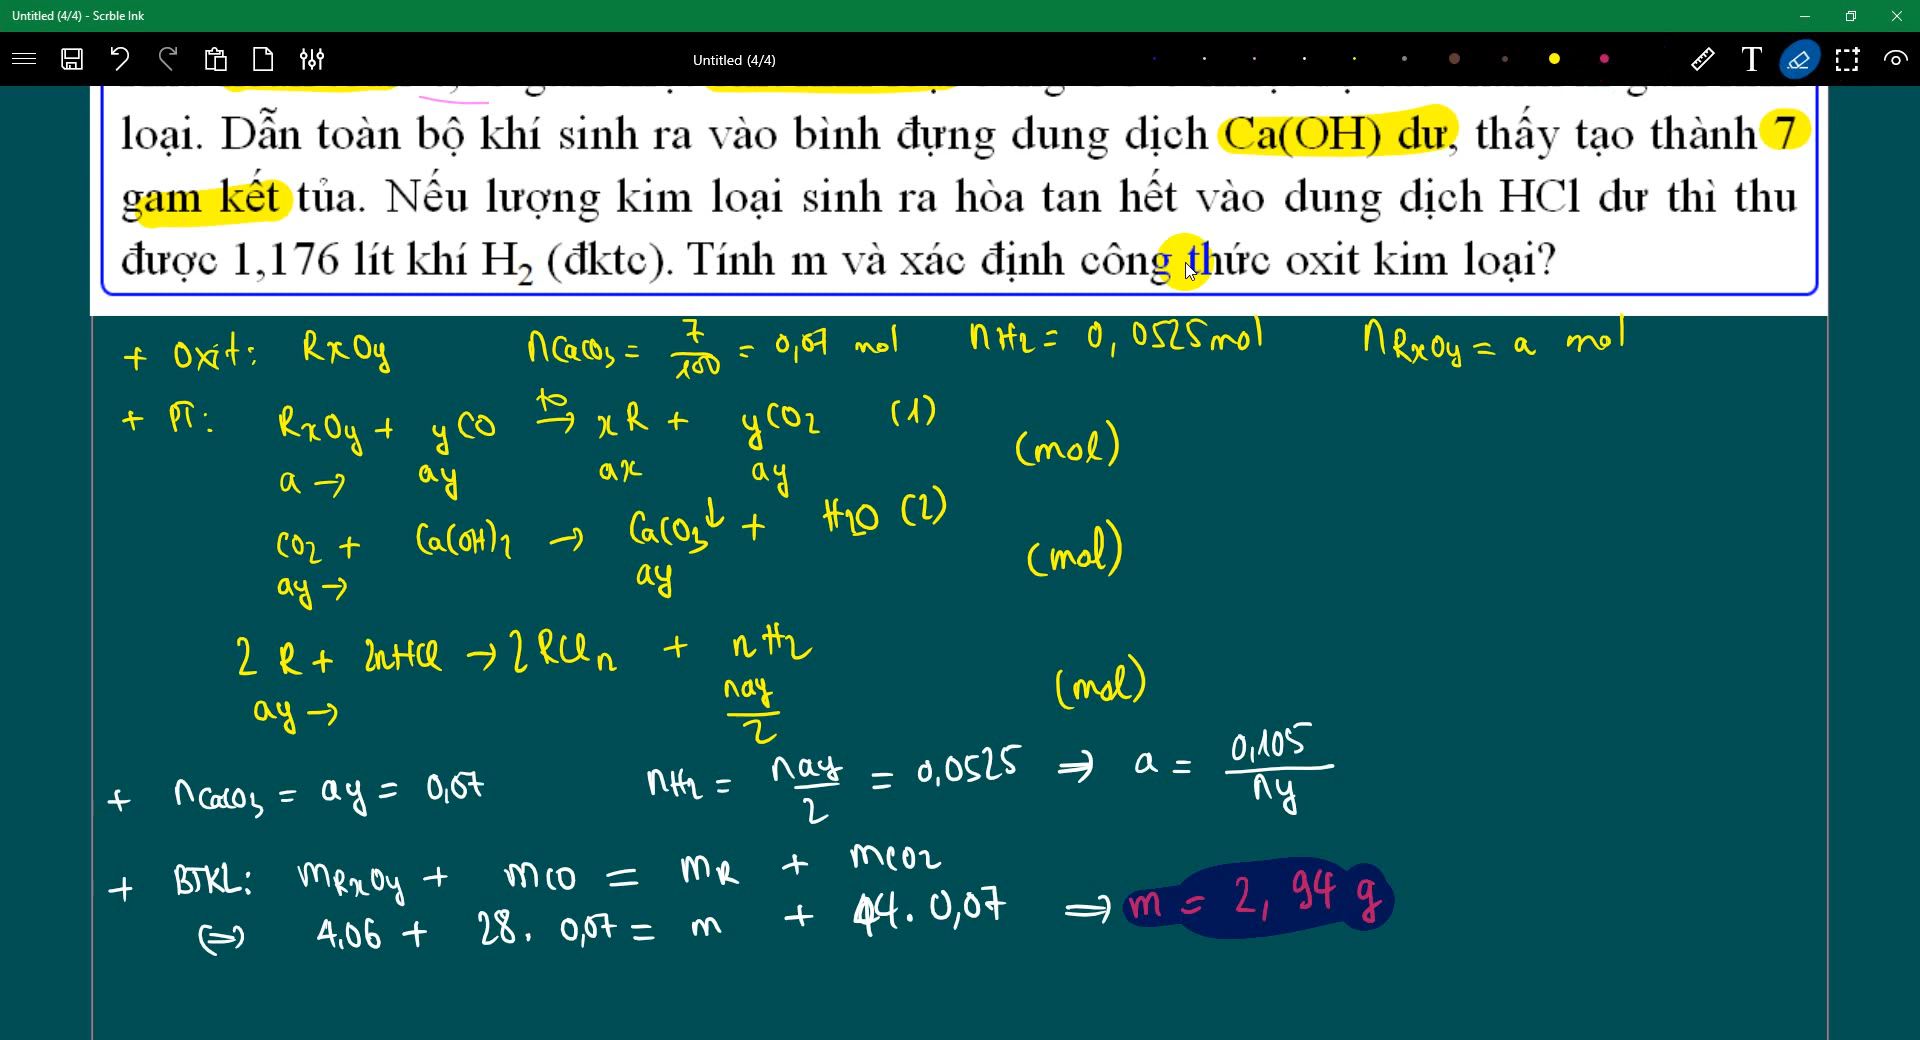 Untitled (4/4) - Scrble Ink
Untitled (4/4)
T
loại. Dẫn toàn bộ khí sinh ra vào bình đựng dung dịch Ca(OH) dư, thấy tạo thành 7
gam kết tủa. Nếu lượng kim loại sinh ra hòa tan hết vào dung dịch HCl dư thì thu
được 1,176 lít khí H₂ (đktc). Tính m và xác định công thức oxit kim loại?
+ Oxit: RxOy nCaCO3 = 7/100 = 0,07 mol nH2 = 0,0525 mol nRxOy = a mol
+ PT: RxOy + yCO →(to) xR + yCO2 (1)
a → ay ax ay (mol)
CO2 + Ca(OH)2 → CaCO3↓ + H2O (2)
ay → ay (mol)
2R + 2nHCl → 2RCln + nH2
ay → nay/2 (mol)
+ nCaCO3 = ay = 0,07 nH2 = nay/2 = 0,0525 ⇒ a = 0,105/ny
+ BTKL: mRxOy + mCO = mR + mCO2
⇔ 4,06 + 28. 0,07 = m + 44. 0,07 ⇒ m = 2,94 g